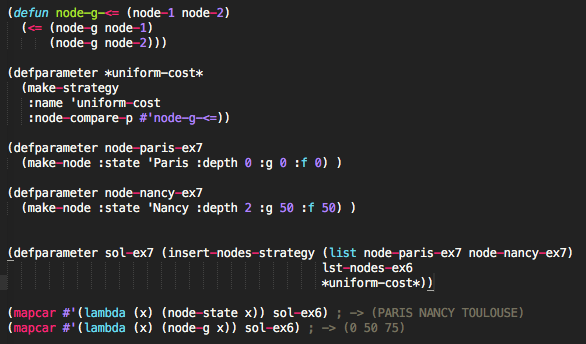 (defun node-g-<= (node-1 node-2)
(<= (node-g node-1)
(node-g node-2)))
(defparameter *uniform-cost*
(make-strategy
:name 'uniform-cost
:node-compare-p #'node-g-<=))
(defparameter node-paris-ex7
(make-node :state 'Paris :depth 0 :g 0 :f 0) )
(defparameter node-nancy-ex7
(make-node :state 'Nancy :depth 2 :g 50 :f 50) )
(defparameter sol-ex7 (insert-nodes-strategy (list node-paris-ex7 node-nancy-ex7)
lst-nodes-ex6
*uniform-cost*))
(mapcar #'(lambda (x) (node-state x)) sol-ex6) ; -> (PARIS NANCY TOULOUSE)
(mapcar #'(lambda (x) (node-g x)) sol-ex6) ; -> (0 50 75)